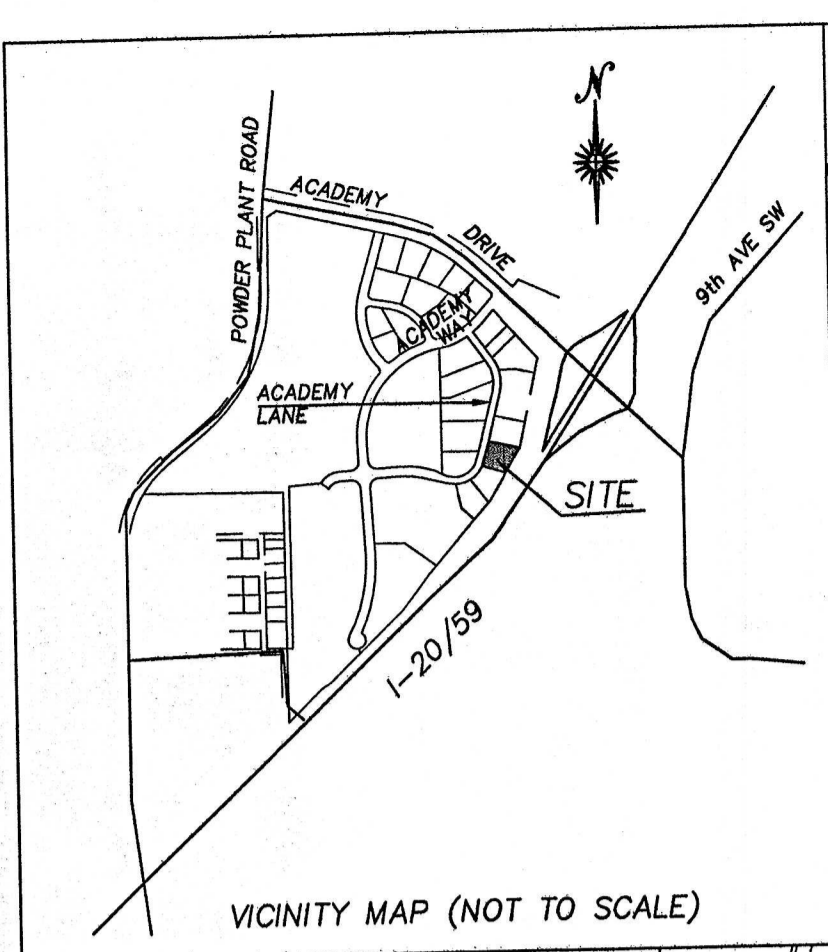 N
POWDER PLANT ROAD
ACADEMY
DRIVE
9th AVE SW
ACADEMY
WAY
ACADEMY
LANE
SITE
I-20/59
VICINITY MAP (NOT TO SCALE)